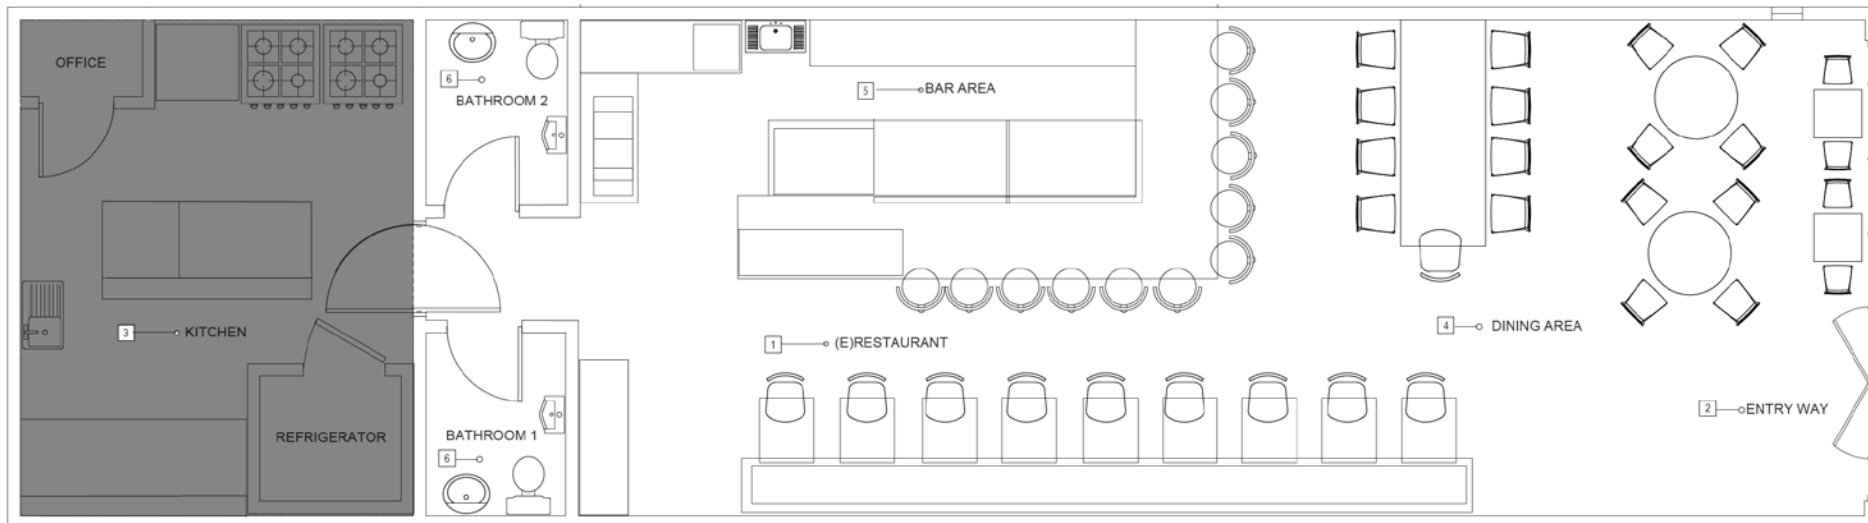 OFFICE
6
BATHROOM 2
5
BAR AREA
3
KITCHEN
1
(E)RESTAURANT
4
DINING AREA
2
ENTRY WAY
REFRIGERATOR
BATHROOM 1
6